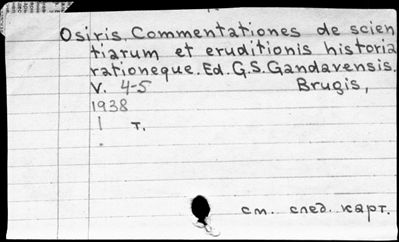 Osiris. Commentationes de scien
tiarum et eruditionis historia
rationeque. Ed. G.S. Gandavensis.
V. 4-5 Brugis,
1938
1 т.
см. след. карт.